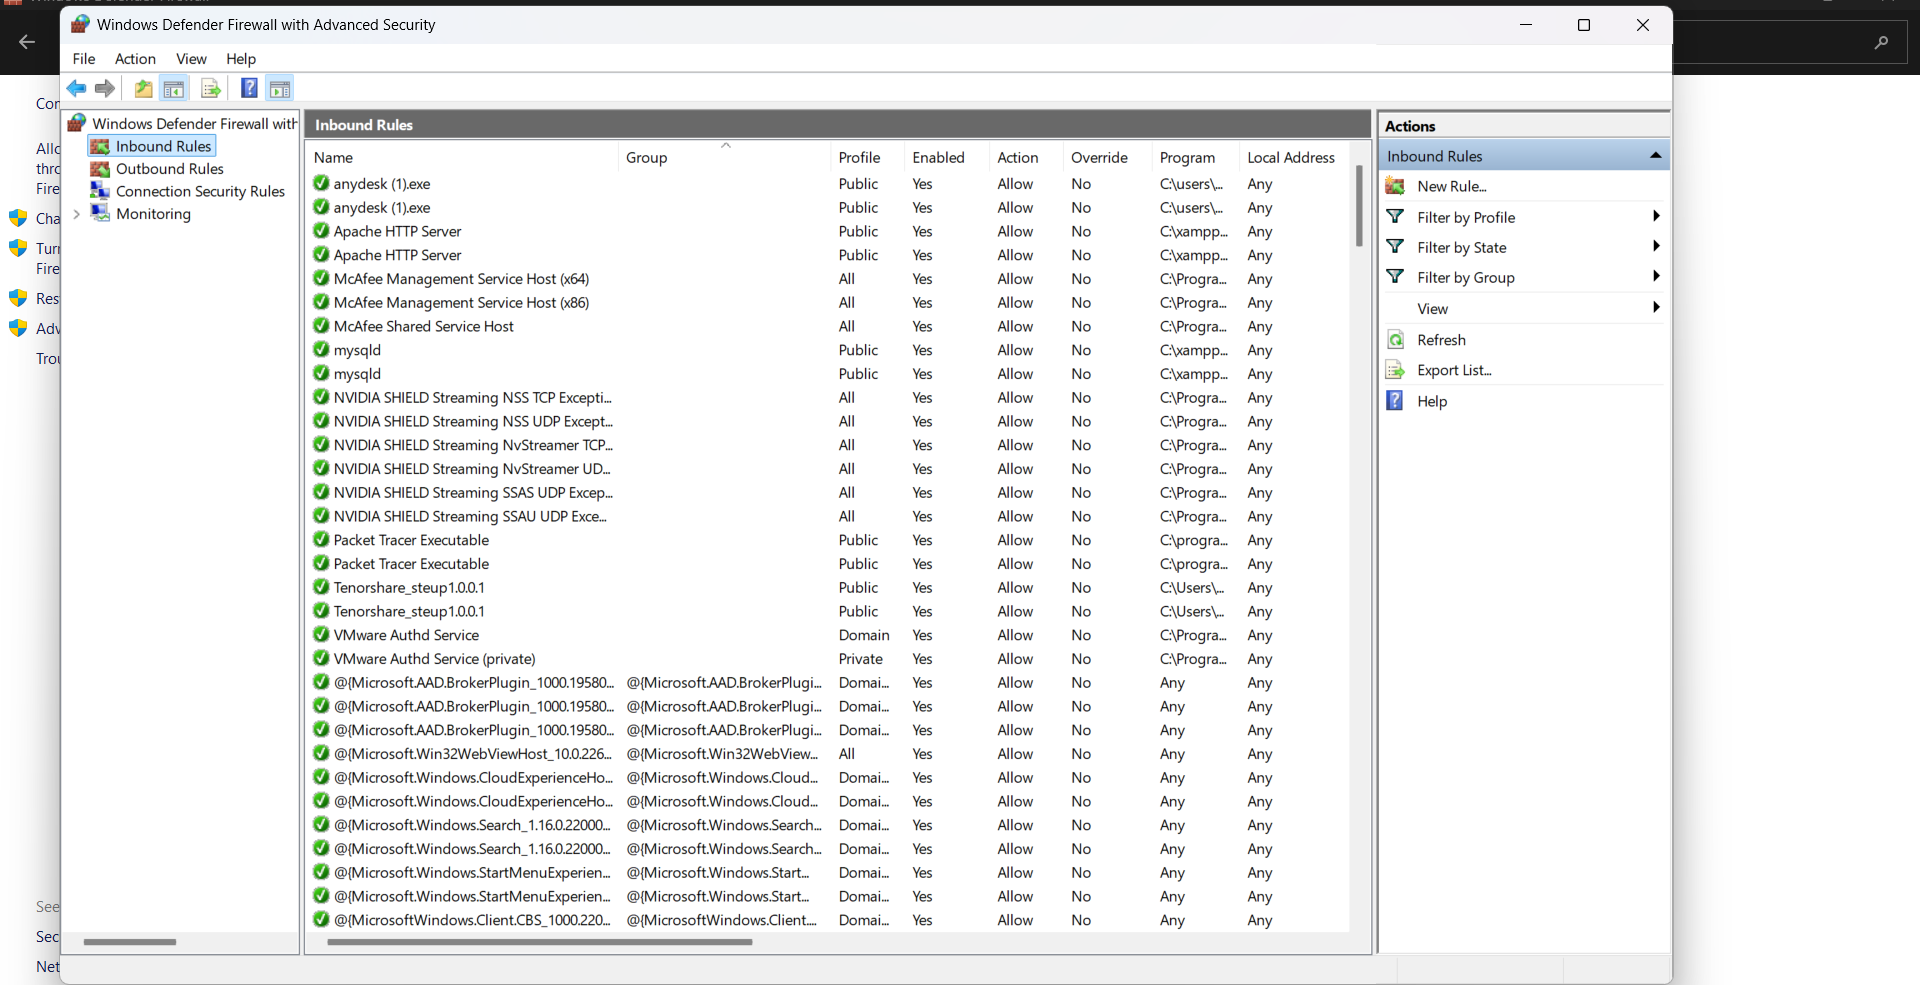 Windows Defender Firewall with Advanced Security
File Action View Help
Windows Defender Firewall with
Inbound Rules
Outbound Rules
Connection Security Rules
Monitoring
Inbound Rules
Name Group Profile Enabled Action Override Program Local Address
anydesk (1).exe Public Yes Allow No C:\users\... Any
anydesk (1).exe Public Yes Allow No C:\users\... Any
Apache HTTP Server Public Yes Allow No C:\xampp... Any
Apache HTTP Server Public Yes Allow No C:\xampp... Any
McAfee Management Service Host (x64) All Yes Allow No C:\Progra... Any
McAfee Management Service Host (x86) All Yes Allow No C:\Progra... Any
McAfee Shared Service Host All Yes Allow No C:\Progra... Any
mysqld Public Yes Allow No C:\xampp... Any
mysqld Public Yes Allow No C:\xampp... Any
NVIDIA SHIELD Streaming NSS TCP Excepti... All Yes Allow No C:\Progra... Any
NVIDIA SHIELD Streaming NSS UDP Except... All Yes Allow No C:\Progra... Any
NVIDIA SHIELD Streaming NvStreamer TCP... All Yes Allow No C:\Progra... Any
NVIDIA SHIELD Streaming NvStreamer UD... All Yes Allow No C:\Progra... Any
NVIDIA SHIELD Streaming SSAS UDP Excep... All Yes Allow No C:\Progra... Any
NVIDIA SHIELD Streaming SSAU UDP Exce... All Yes Allow No C:\Progra... Any
Packet Tracer Executable Public Yes Allow No C:\progra... Any
Packet Tracer Executable Public Yes Allow No C:\progra... Any
Tenorshare_steup1.0.0.1 Public Yes Allow No C:\Users\... Any
Tenorshare_steup1.0.0.1 Public Yes Allow No C:\Users\... Any
VMware Authd Service Domain Yes Allow No C:\Progra... Any
VMware Authd Service (private) Private Yes Allow No C:\Progra... Any
@{Microsoft.AAD.BrokerPlugin_1000.19580... @{Microsoft.AAD.BrokerPlugi... Domai... Yes Allow No Any Any
@{Microsoft.AAD.BrokerPlugin_1000.19580... @{Microsoft.AAD.BrokerPlugi... Domai... Yes Allow No Any Any
@{Microsoft.AAD.BrokerPlugin_1000.19580... @{Microsoft.AAD.BrokerPlugi... Domai... Yes Allow No Any Any
@{Microsoft.Win32WebViewHost_10.0.226... @{Microsoft.Win32WebView... All Yes Allow No Any Any
@{Microsoft.Windows.CloudExperienceHo... @{Microsoft.Windows.Cloud... Domai... Yes Allow No Any Any
@{Microsoft.Windows.CloudExperienceHo... @{Microsoft.Windows.Cloud... Domai... Yes Allow No Any Any
@{Microsoft.Windows.Search_1.16.0.22000... @{Microsoft.Windows.Search... Domai... Yes Allow No Any Any
@{Microsoft.Windows.Search_1.16.0.22000... @{Microsoft.Windows.Search... Domai... Yes Allow No Any Any
@{Microsoft.Windows.StartMenuExperien... @{Microsoft.Windows.Start... Domai... Yes Allow No Any Any
@{Microsoft.Windows.StartMenuExperien... @{Microsoft.Windows.Start... Domai... Yes Allow No Any Any
@{MicrosoftWindows.Client.CBS_1000.220... @{MicrosoftWindows.Client.... Domai... Yes Allow No Any Any
Actions
Inbound Rules
New Rule...
Filter by Profile
Filter by State
Filter by Group
View
Refresh
Export List...
Help